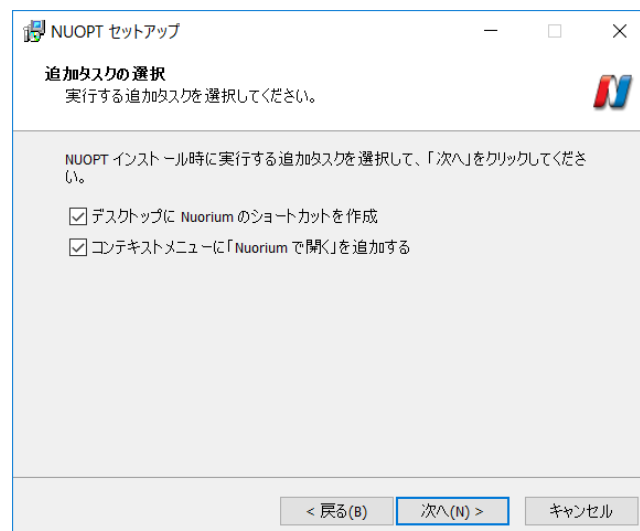 NUOPT セットアップ
追加タスクの選択
実行する追加タスクを選択してください。
NUOPT インストール時に実行する追加タスクを選択して、「次へ」をクリックしてくださ
い。
デスクトップに Nuorium のショートカットを作成
コンテキストメニューに「Nuorium で開く」を追加する
< 戻る(B)
次へ(N) >
キャンセル